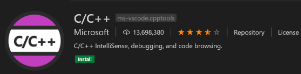 C/C++
C/C++ ms-vscode.cpptools
Microsoft 13,698,380 Repository License
C/C++ IntelliSense, debugging, and code browsing.
Install